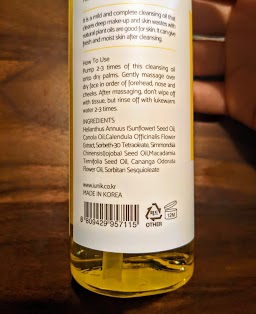 It is a mild and complete cleansing oil that
cleans deep make-up and skin wastes with
natural plant oils are good for skin. It can give
fresh and moist skin after cleansing.
How To Use
Pump 2-3 times of this cleansing oil
onto dry palms. Gently massage over
dry face in order of forehead, nose and
cheeks. After massaging, don't wipe off
with tissue, but rinse off with lukewarm
water 2-3 times.
INGREDIENTS
Helianthus Annuus (Sunflower) Seed Oil,
Canola Oil,Calendula Officinalis Flower
Extract, Sorbeth-30 Tetraoleate, Simmondsia
Chinensis(Jojoba) Seed Oil,Macadamia
Ternifolia Seed Oil, Cananga Odorata
Flower Oil, Sorbitan Sesquioleate
www.iunik.co.kr
MADE IN KOREA
8 809429 957115
OTHER
12M